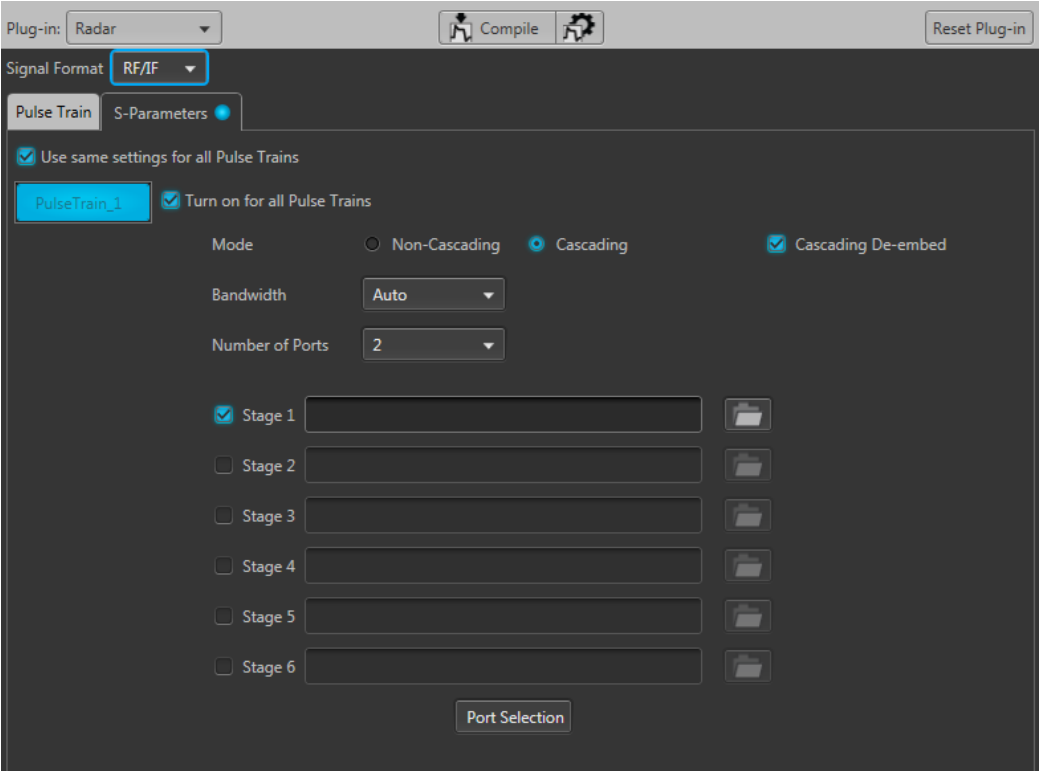 Plug-in: Radar Compile Reset Plug-in
Signal Format RF/IF
Pulse Train S-Parameters
Use same settings for all Pulse Trains
PulseTrain_1 Turn on for all Pulse Trains
Mode Non-Cascading Cascading Cascading De-embed
Bandwidth Auto
Number of Ports 2
Stage 1
Stage 2
Stage 3
Stage 4
Stage 5
Stage 6
Port Selection